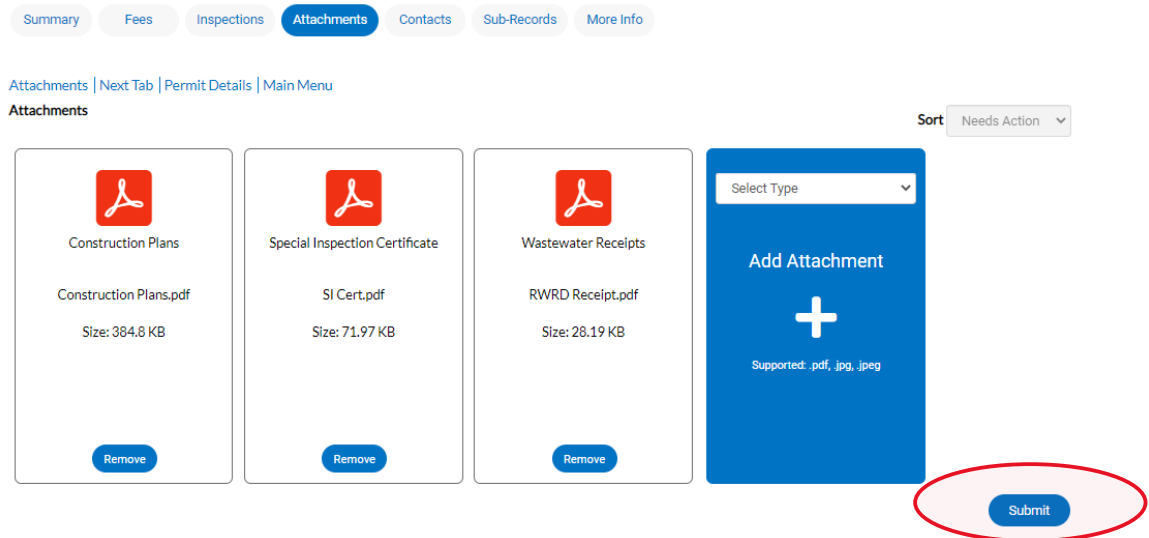 Summary Fees Inspections Attachments Contacts Sub-Records More Info
Attachments | Next Tab | Permit Details | Main Menu
Attachments
Sort Needs Action
Construction Plans
Construction Plans.pdf
Size: 384.8 KB
Remove
Special Inspection Certificate
SI Cert.pdf
Size: 71.97 KB
Remove
Wastewater Receipts
RWRD Receipt.pdf
Size: 28.19 KB
Remove
Select Type
Add Attachment
Supported: .pdf, .jpg, .jpeg
Submit